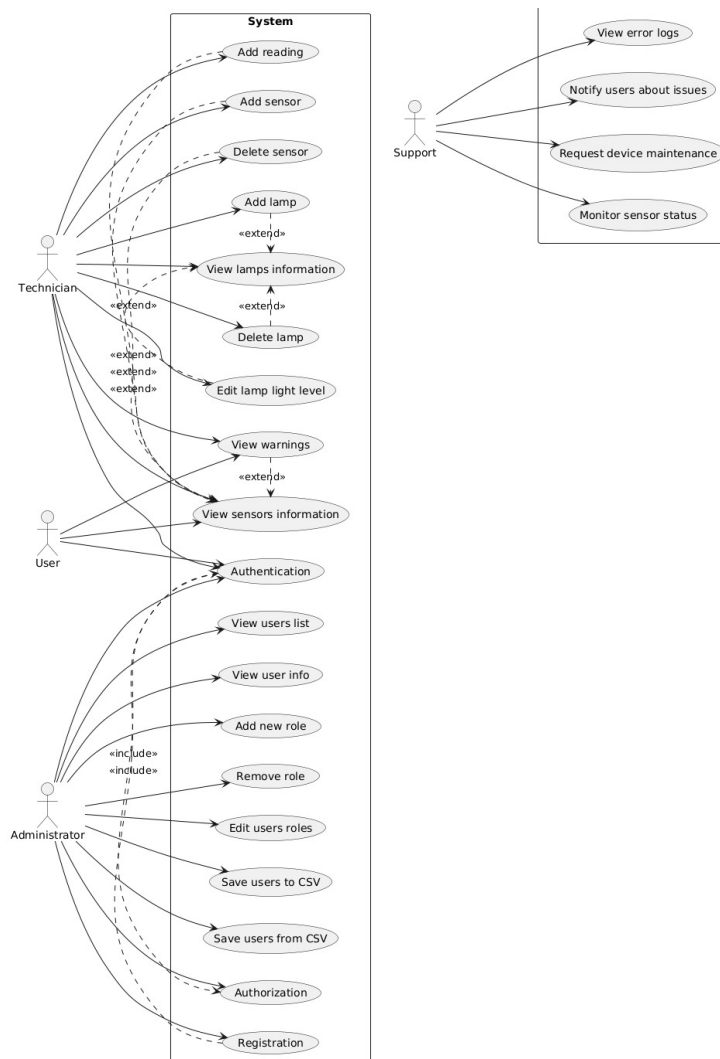 System
Add reading
Add sensor
Delete sensor
Add lamp
«extend»
View lamps information
Technician
«extend»
«extend»
Delete lamp
«extend»
«extend»
«extend»
Edit lamp light level
View warnings
«extend»
View sensors information
User
Authentication
View users list
View user info
Add new role
«include»
«include»
Remove role
Administrator
Edit users roles
Save users to CSV
Save users from CSV
Authorization
Registration
View error logs
Notify users about issues
Support
Request device maintenance
Monitor sensor status